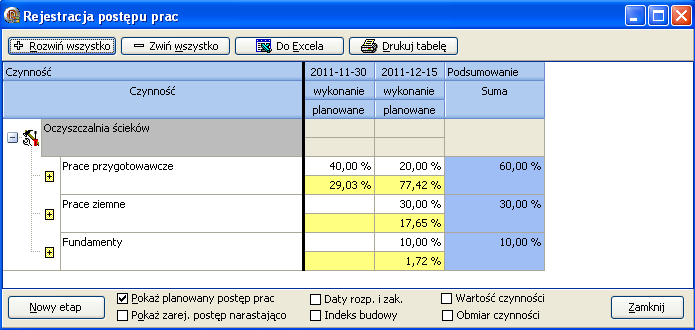 Rejestracja postępu prac
Rozwiń wszystko Zwiń wszystko Do Excela Drukuj tabelę
Czynność 2011-11-30 2011-12-15 Podsumowanie
Czynność wykonanie wykonanie Suma
planowane planowane
Oczyszczalnia ścieków
Prace przygotowawcze 40,00 % 20,00 % 60,00 %
29,03 % 77,42 %
Prace ziemne 30,00 % 30,00 %
17,65 %
Fundamenty 10,00 % 10,00 %
1,72 %
Nowy etap
Pokaż planowany postęp prac Daty rozp. i zak. Wartość czynności
Pokaż zarej. postęp narastająco Indeks budowy Obmiar czynności
Zamknij